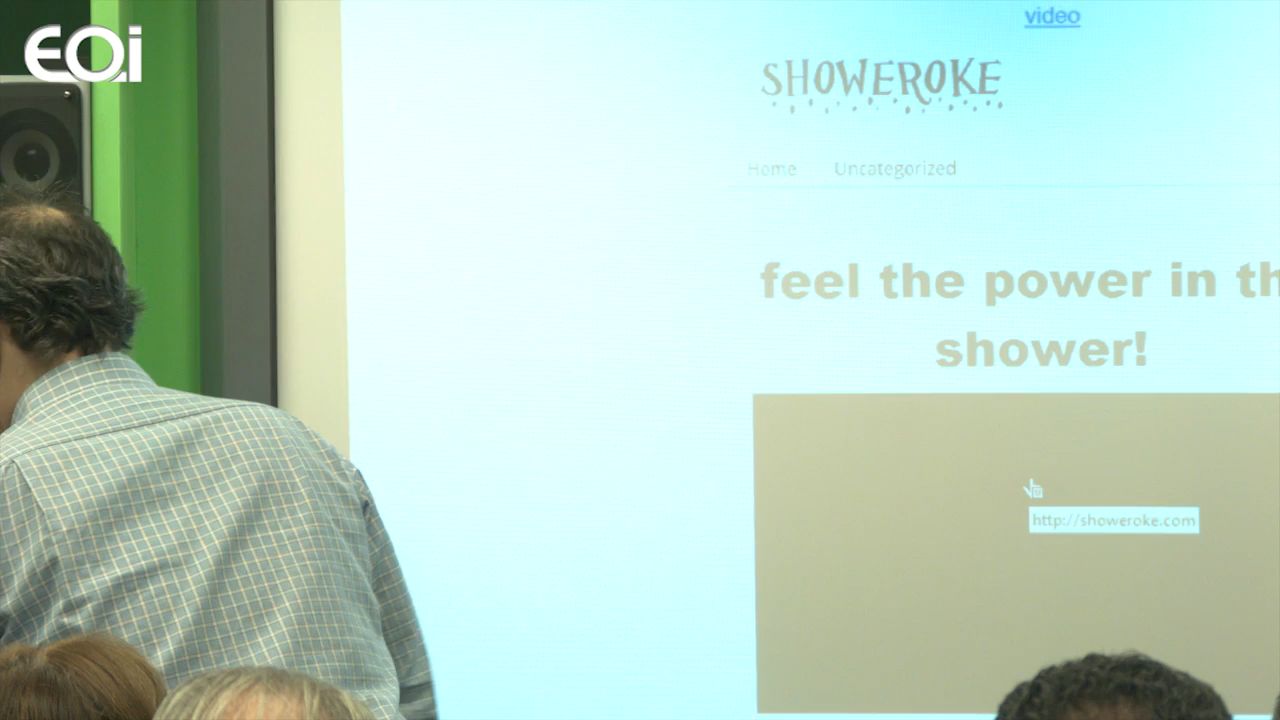 EOi
video
SHOWEROKE
Home Uncategorized
feel the power in th
shower!
http://showeroke.com